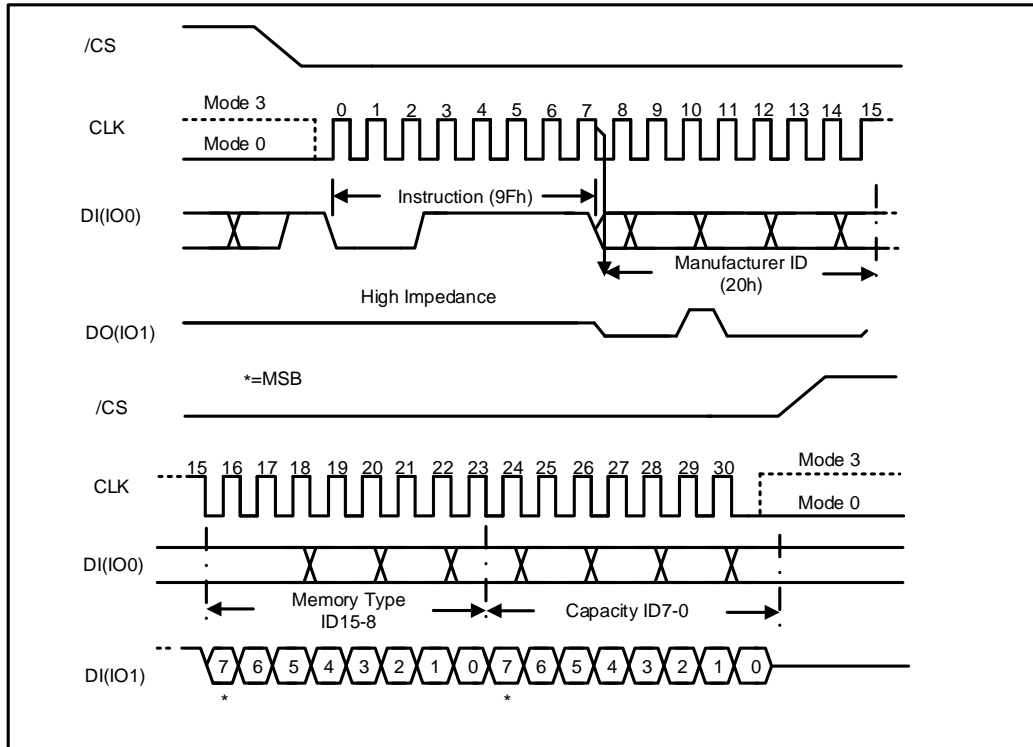 /CS
Mode 3
0 1 2 3 4 5 6 7 8 9 10 11 12 13 14 15
CLK
Mode 0
Instruction (9Fh)
DI(IO0)
Manufacturer ID
(20h)
High Impedance
DO(IO1)
*=MSB
/CS
15 16 17 18 19 20 21 22 23 24 25 26 27 28 29 30
Mode 3
CLK
Mode 0
DI(IO0)
Memory Type
ID15-8
Capacity ID7-0
DI(IO1)
7 6 5 4 3 2 1 0 7 6 5 4 3 2 1 0
* *